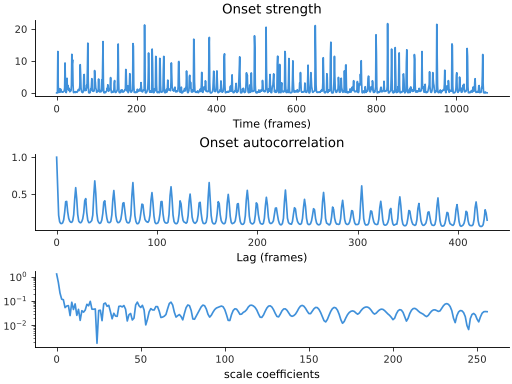 Onset strength
20
10
0
0 200 400 600 800 1000
Time (frames)
Onset autocorrelation
1.0
0.5
0 100 200 300 400
Lag (frames)
10⁰
10⁻¹
10⁻²
0 50 100 150 200 250
scale coefficients